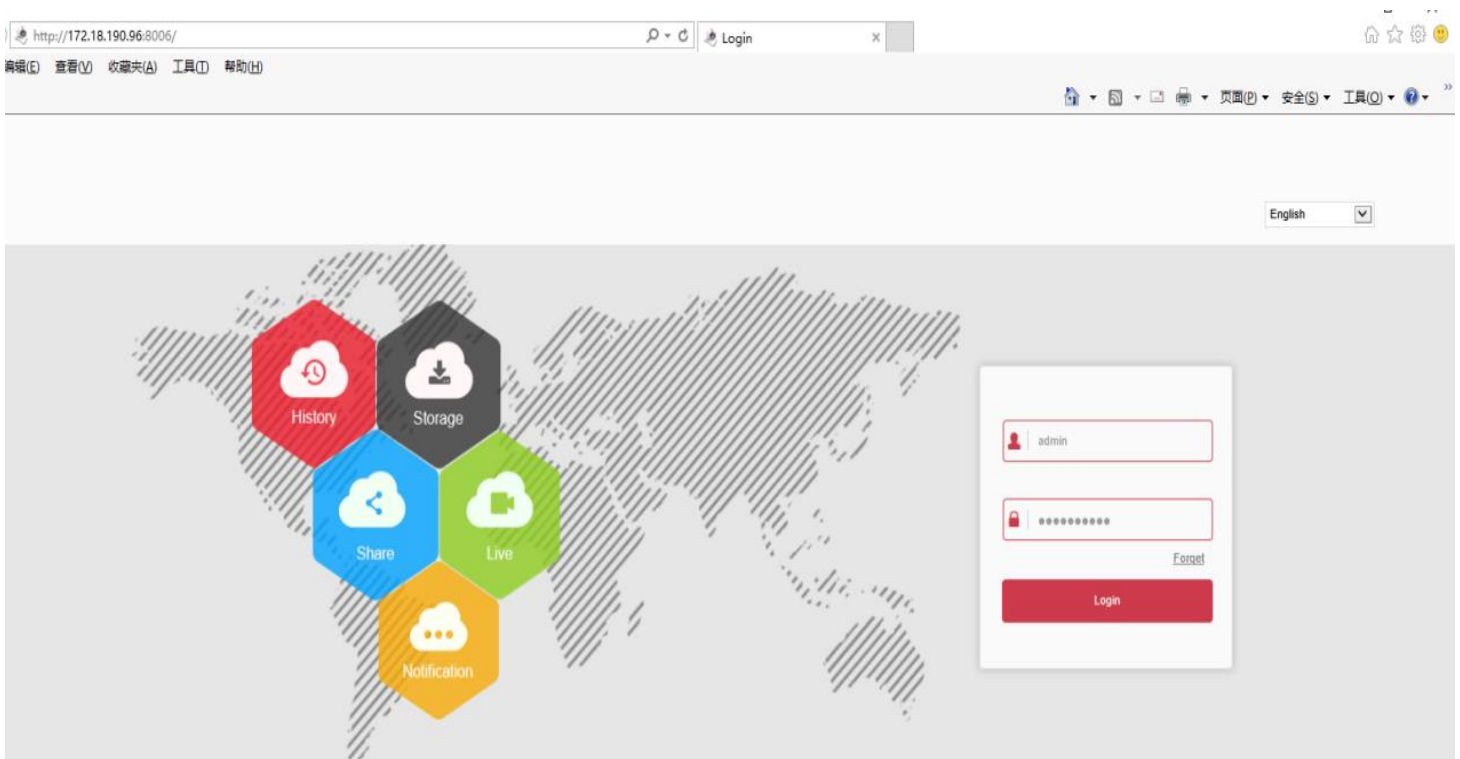 http://172.18.190.96:8006/
Login
编辑(E) 查看(V) 收藏夹(A) 工具(T) 帮助(H)
页面(P) 安全(S) 工具(O)
English
History
Storage
admin
Share
Live
Forget
Login
Notification